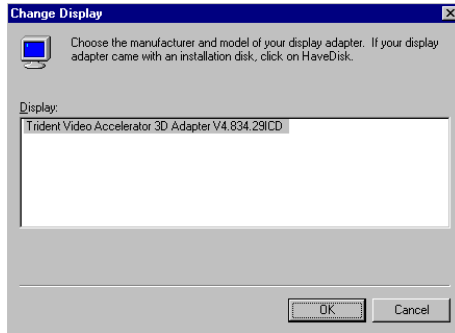 Change Display
Choose the manufacturer and model of your display adapter. If your display
adapter came with an installation disk, click on HaveDisk.
Display:
Trident Video Accelerator 3D Adapter V4.834.29ICD
OK
Cancel